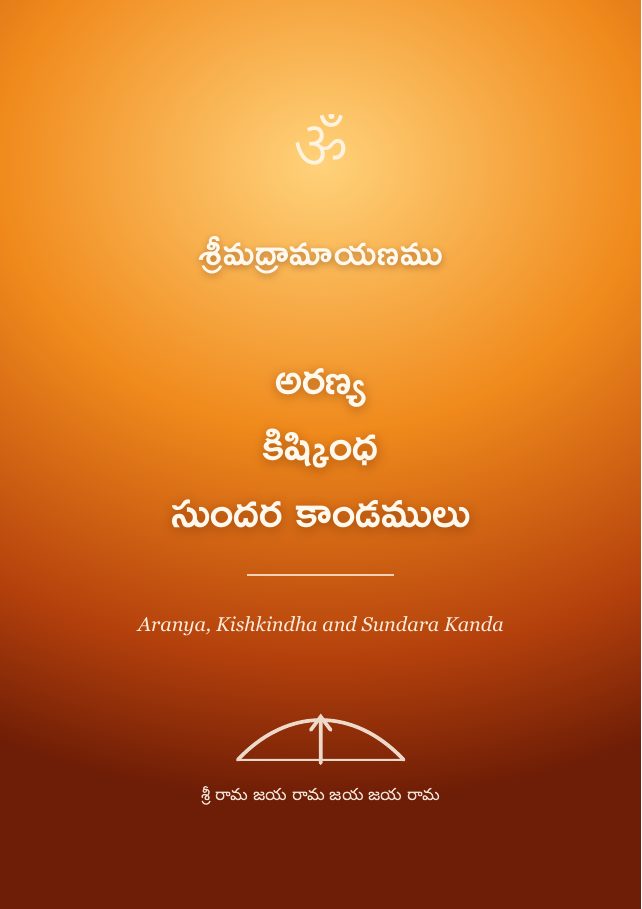 ॐ
శ్రీమద్రామాయణము
అరణ్య
కిష్కింధ
సుందర కాండములు
Aranya, Kishkindha and Sundara Kanda
శ్రీ రామ జయ రామ జయ జయ రామ